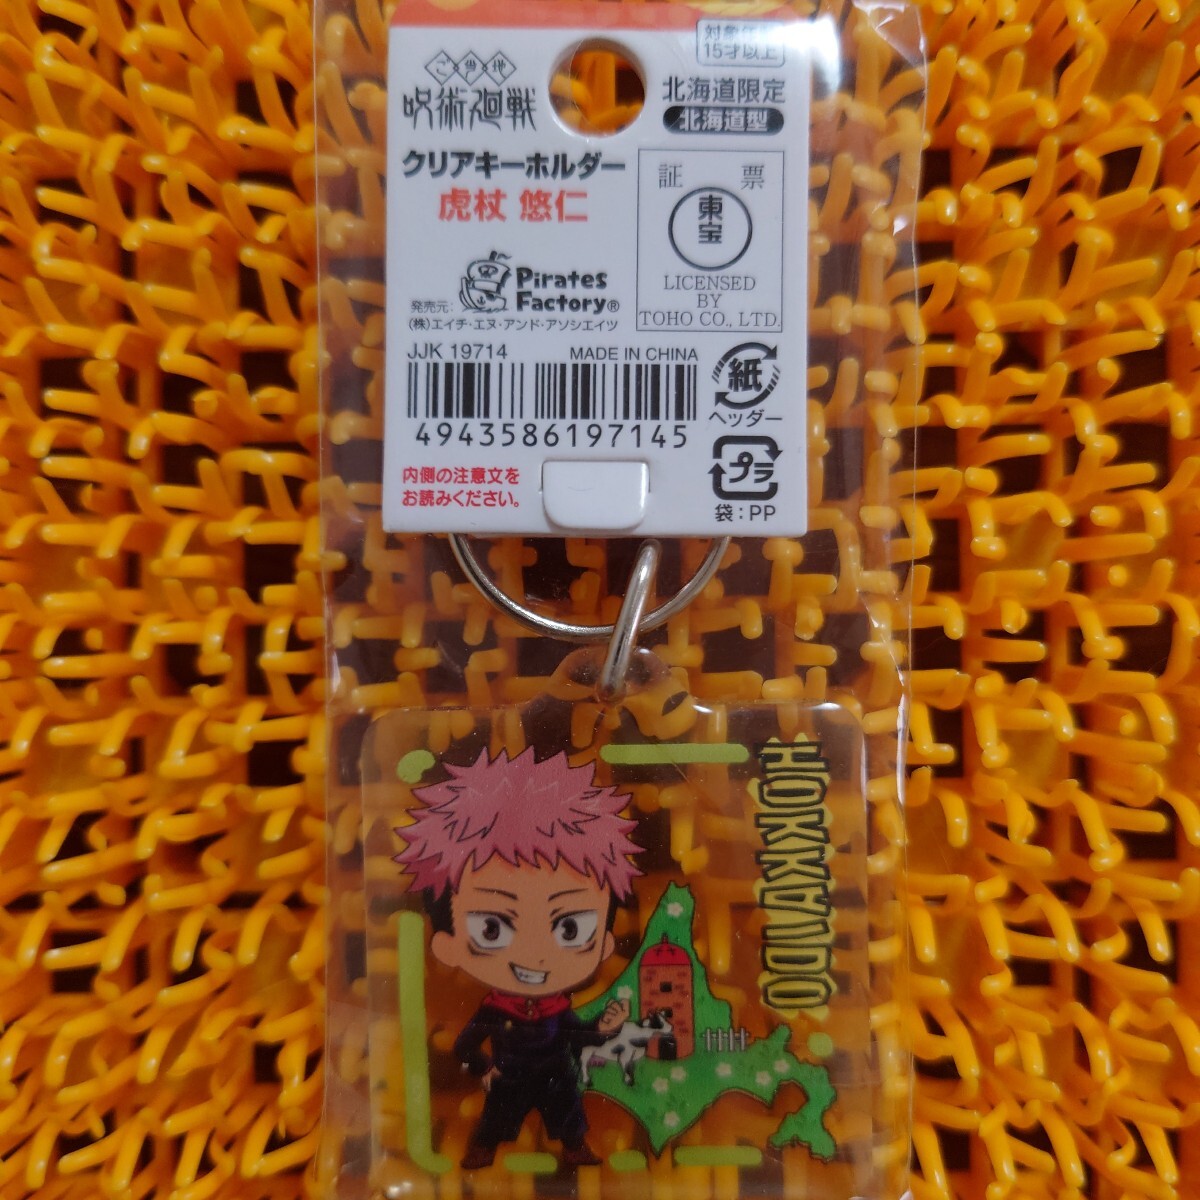 ご当地
呪術廻戦
対象年齢
15才以上
北海道限定
北海道型
クリアキーホルダー
虎杖 悠仁
証 票
東宝
LICENSED
BY
TOHO CO., LTD.
Pirates
Factory®
発売元:
(株)エイチ・エヌ・アンド・アソシエイツ
JJK 19714 MADE IN CHINA
4943586197145
紙
ヘッダー
プラ
袋:PP
内側の注意文を
お読みください。
HOKKAIDO